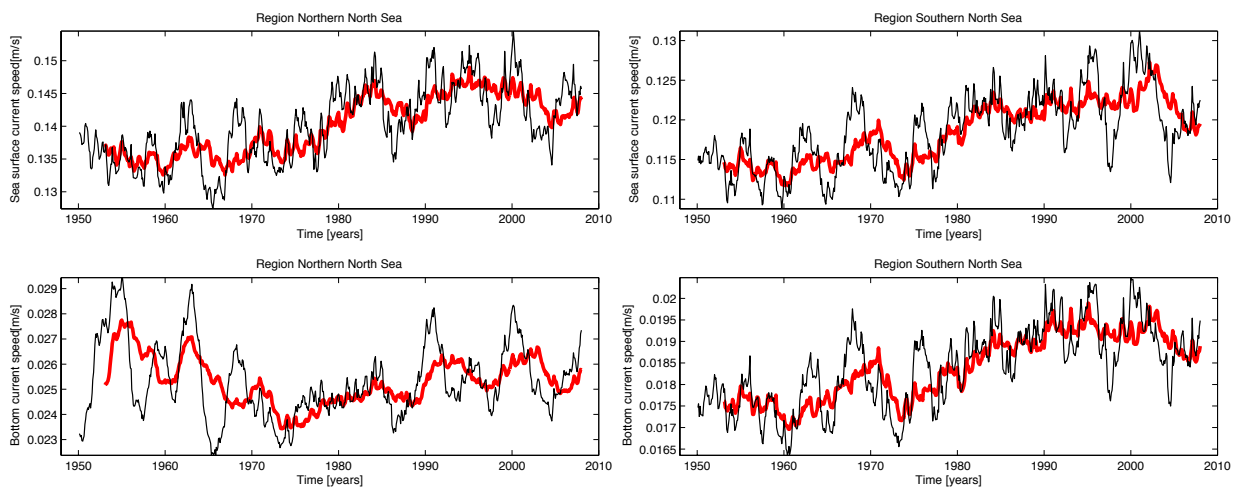 Region Northern North Sea
Sea surface current speed[m/s]
0.15
0.145
0.14
0.135
0.13
1950 1960 1970 1980 1990 2000 2010
Time [years]
Region Southern North Sea
Sea surface current speed[m/s]
0.13
0.125
0.12
0.115
0.11
1950 1960 1970 1980 1990 2000 2010
Time [years]
Region Northern North Sea
Bottom current speed[m/s]
0.029
0.028
0.027
0.026
0.025
0.024
0.023
1950 1960 1970 1980 1990 2000 2010
Time [years]
Region Southern North Sea
Bottom current speed[m/s]
0.02
0.0195
0.019
0.0185
0.018
0.0175
0.017
0.0165
1950 1960 1970 1980 1990 2000 2010
Time [years]